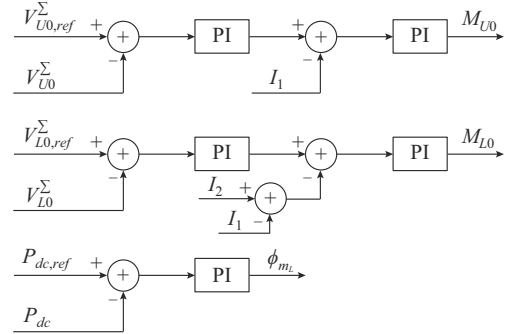 V^Σ_{U0,ref} + PI + PI M_{U0}
+ − + −
V^Σ_{U0} I_1
V^Σ_{L0,ref} + PI + PI M_{L0}
+ − + −
I_2 +
V^Σ_{L0} + I_1 −
P_{dc,ref} + PI ϕ_{m_L}
+ −
P_{dc}